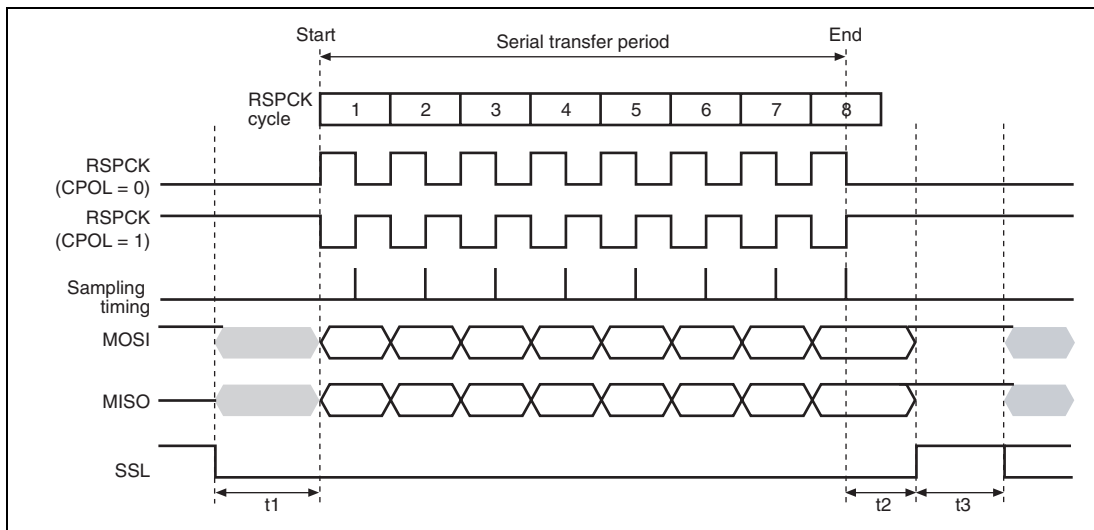 Start
Serial transfer period
End
RSPCK
cycle
1 2 3 4 5 6 7 8
RSPCK
(CPOL = 0)
RSPCK
(CPOL = 1)
Sampling
timing
MOSI
MISO
SSL
t1
t2
t3